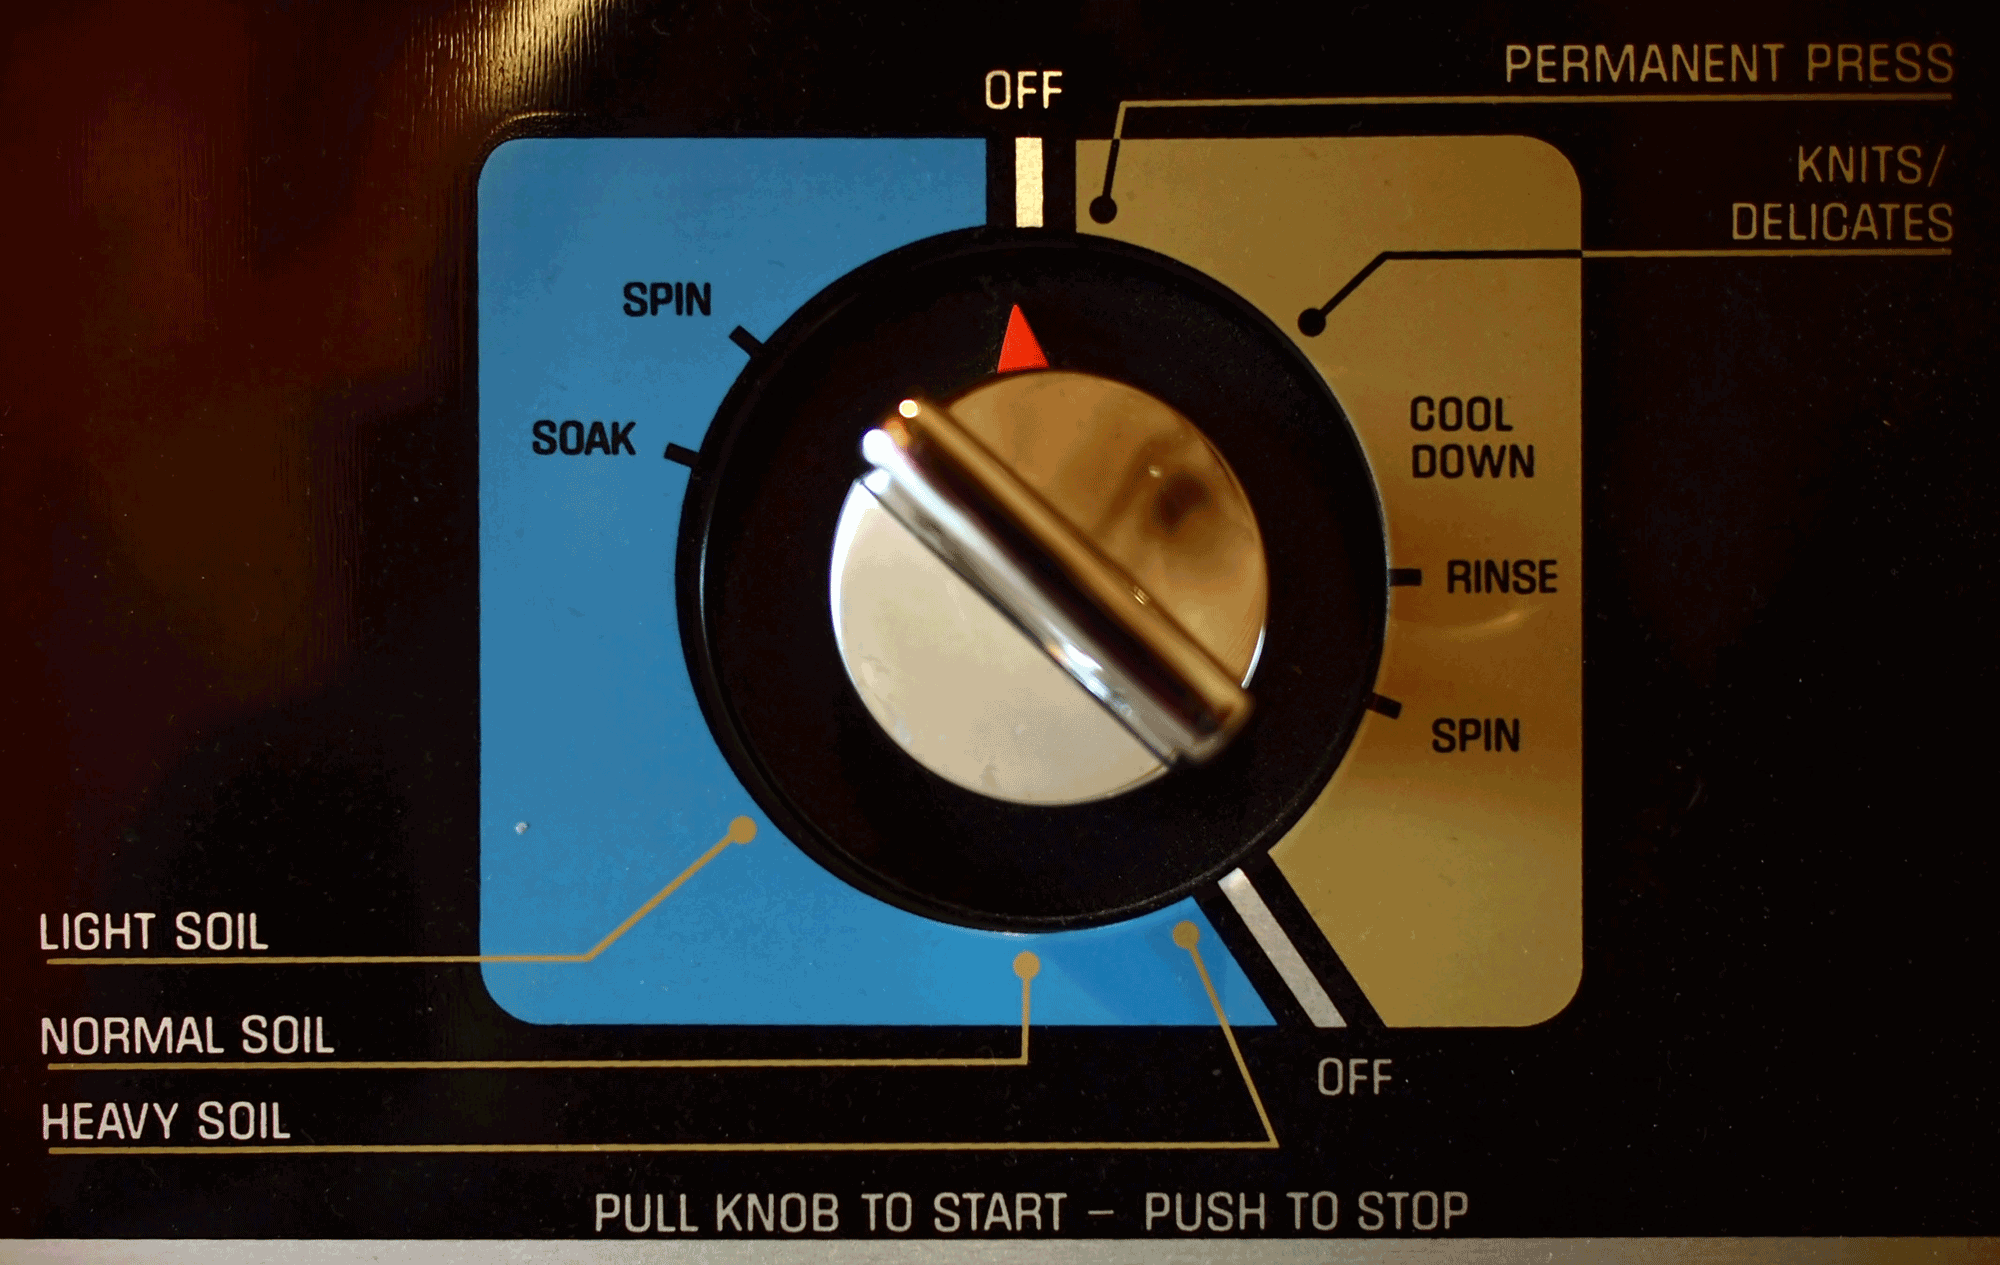 OFF
PERMANENT PRESS
KNITS/
DELICATES
SPIN
SOAK
COOL
DOWN
RINSE
SPIN
LIGHT SOIL
NORMAL SOIL
HEAVY SOIL
OFF
PULL KNOB TO START – PUSH TO STOP